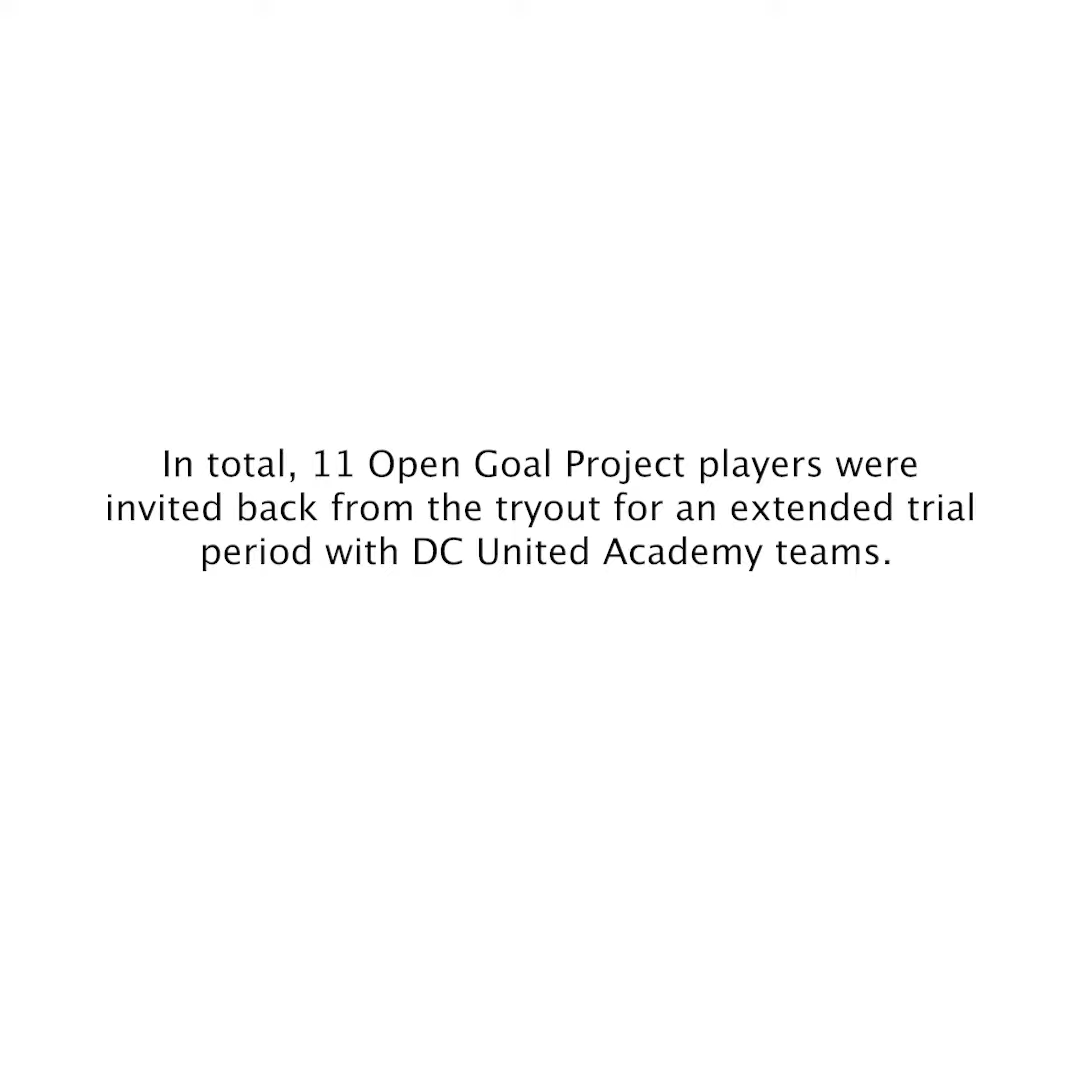 In total, 11 Open Goal Project players were
invited back from the tryout for an extended trial
period with DC United Academy teams.